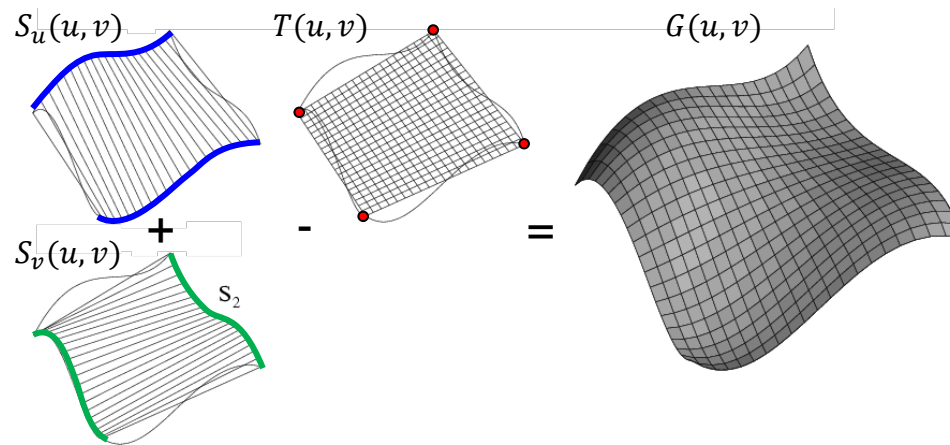 S_u(u, v)
T(u, v)
G(u, v)
+
-
=
S_v(u, v)
S_2